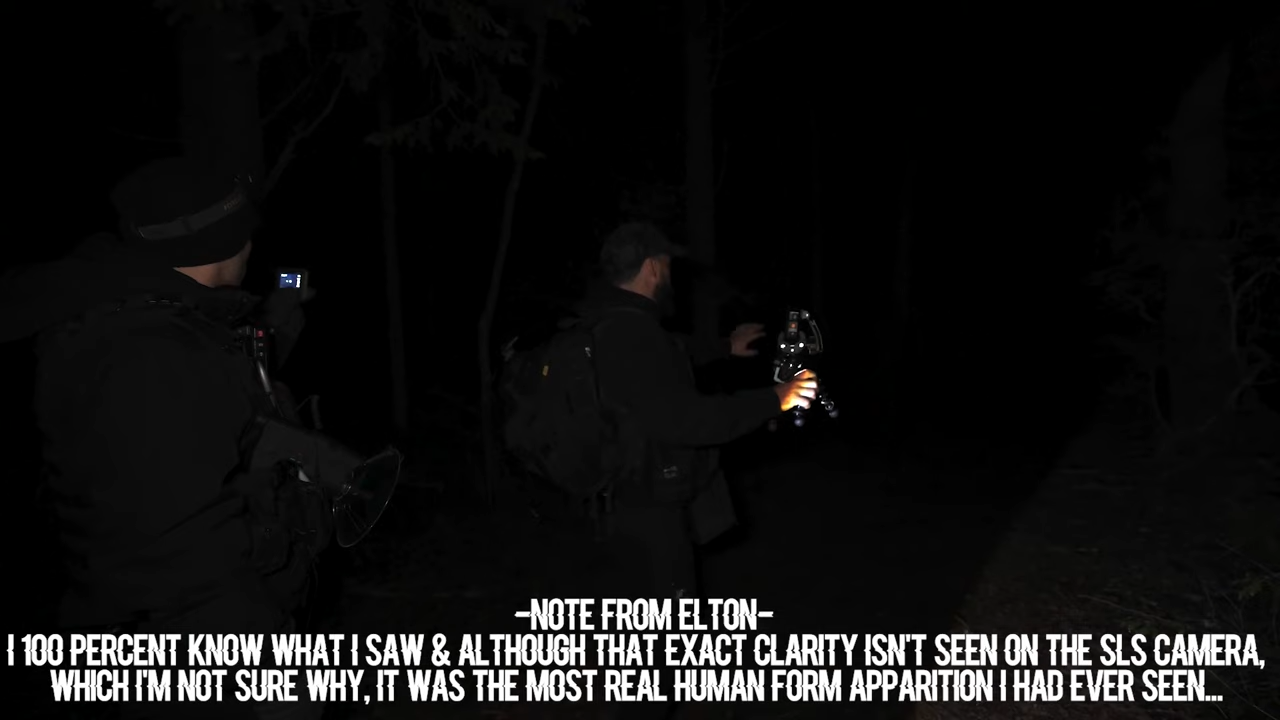 -NOTE FROM ELTON-
I 100 PERCENT KNOW WHAT I SAW & ALTHOUGH THAT EXACT CLARITY ISN'T SEEN ON THE SLS CAMERA,
WHICH I'M NOT SURE WHY, IT WAS THE MOST REAL HUMAN FORM APPARITION I HAD EVER SEEN...